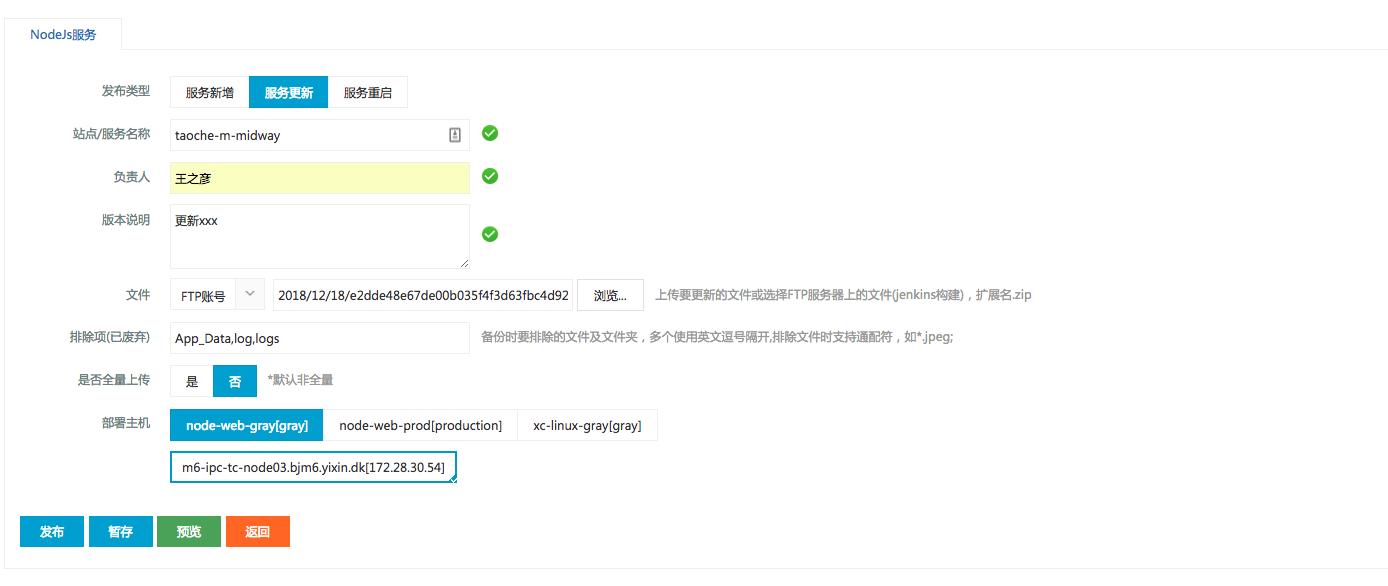 NodeJs服务
发布类型 服务新增 服务更新 服务重启
站点/服务名称 taoche-m-midway
负责人 王之彦
版本说明 更新xxx
文件 FTP账号 2018/12/18/e2dde48e67de00b035f4f3d63fbc4d92 浏览... 上传要更新的文件或选择FTP服务器上的文件(jenkins构建)，扩展名.zip
排除项(已废弃) App_Data,log,logs 备份时要排除的文件及文件夹，多个使用英文逗号隔开,排除文件时支持通配符，如*.jpeg;
是否全量上传 是 否 *默认非全量
部署主机 node-web-gray[gray] node-web-prod[production] xc-linux-gray[gray]
m6-ipc-tc-node03.bjm6.yixin.dk[172.28.30.54]
发布 暂存 预览 返回